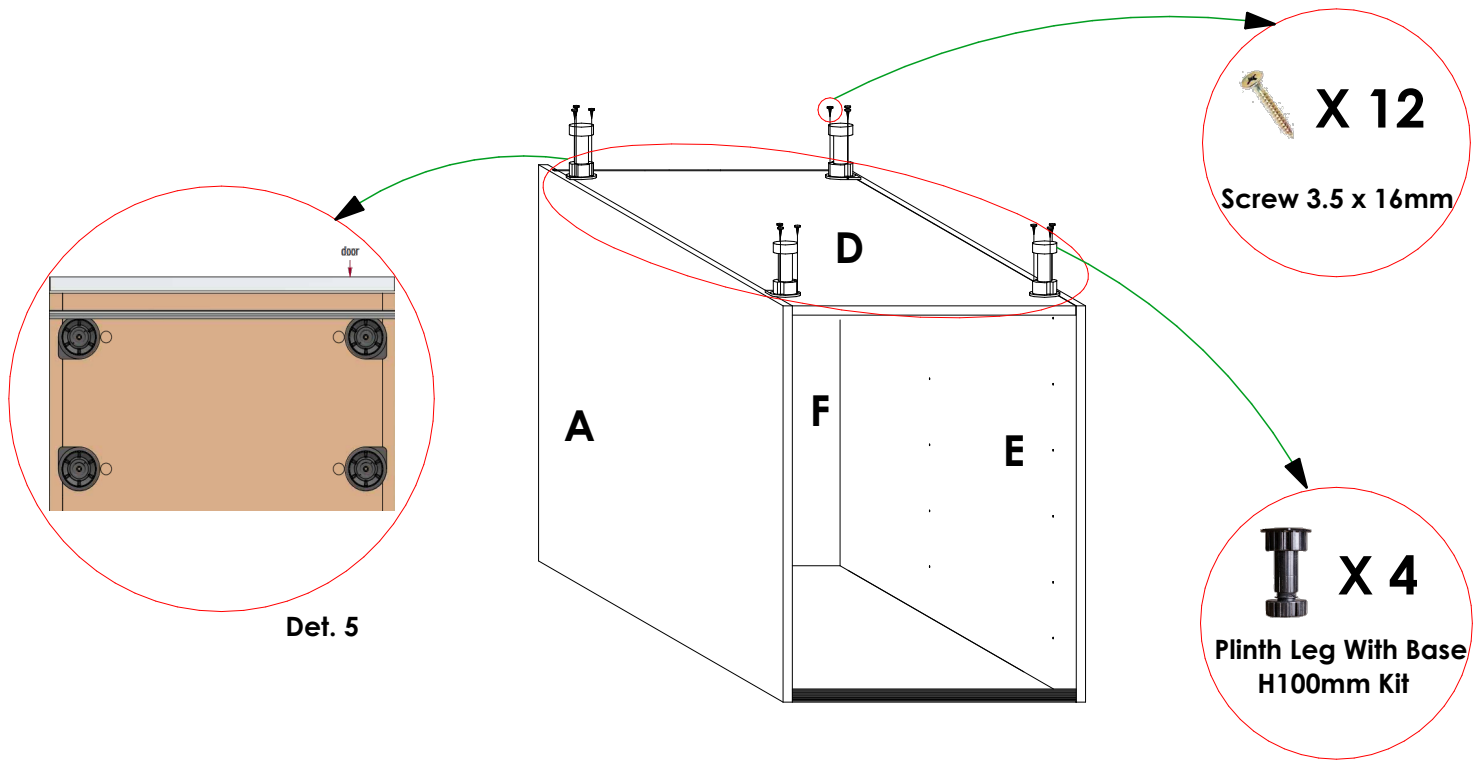 X 12
Screw 3.5 x 16mm
door
Det. 5
D
A
F
E
X 4
Plinth Leg With Base
H100mm Kit